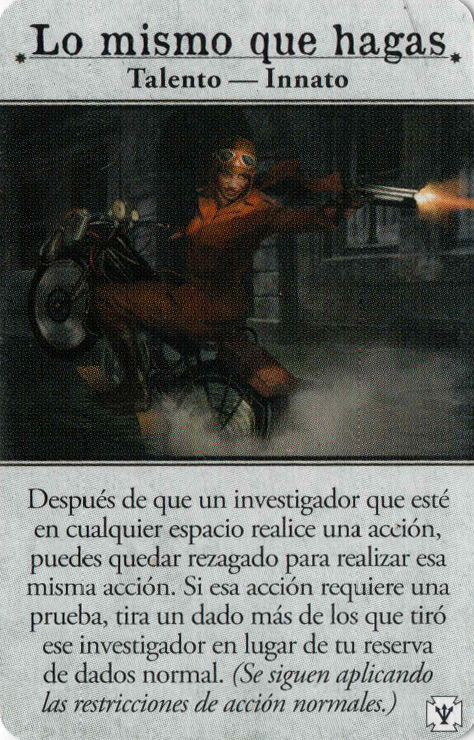 Lo mismo que hagas
Talento — Innato
Después de que un investigador que esté
en cualquier espacio realice una acción,
puedes quedar rezagado para realizar esa
misma acción. Si esa acción requiere una
prueba, tira un dado más de los que tiró
ese investigador en lugar de tu reserva
de dados normal. (Se siguen aplicando
las restricciones de acción normales.)